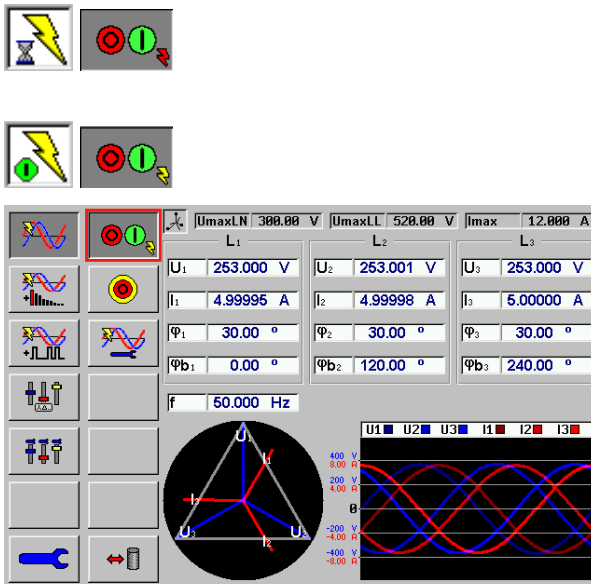 UmaxLN 300.00 V UmaxLL 520.00 V Imax 12.000 A
L1 L2 L3
U1 253.000 V U2 253.001 V U3 253.000 V
I1 4.99995 A I2 4.99998 A I3 5.00000 A
φ1 30.00 º φ2 30.00 º φ3 30.00 º
φb1 0.00 º φb2 120.00 º φb3 240.00 º
f 50.000 Hz
U1 U2 U3 I1 I2 I3
U1
I1
I3
U3
U2
I2
400 V
8.00 A
200 V
4.00 A
0
-200 V
-4.00 A
-400 V
-8.00 A